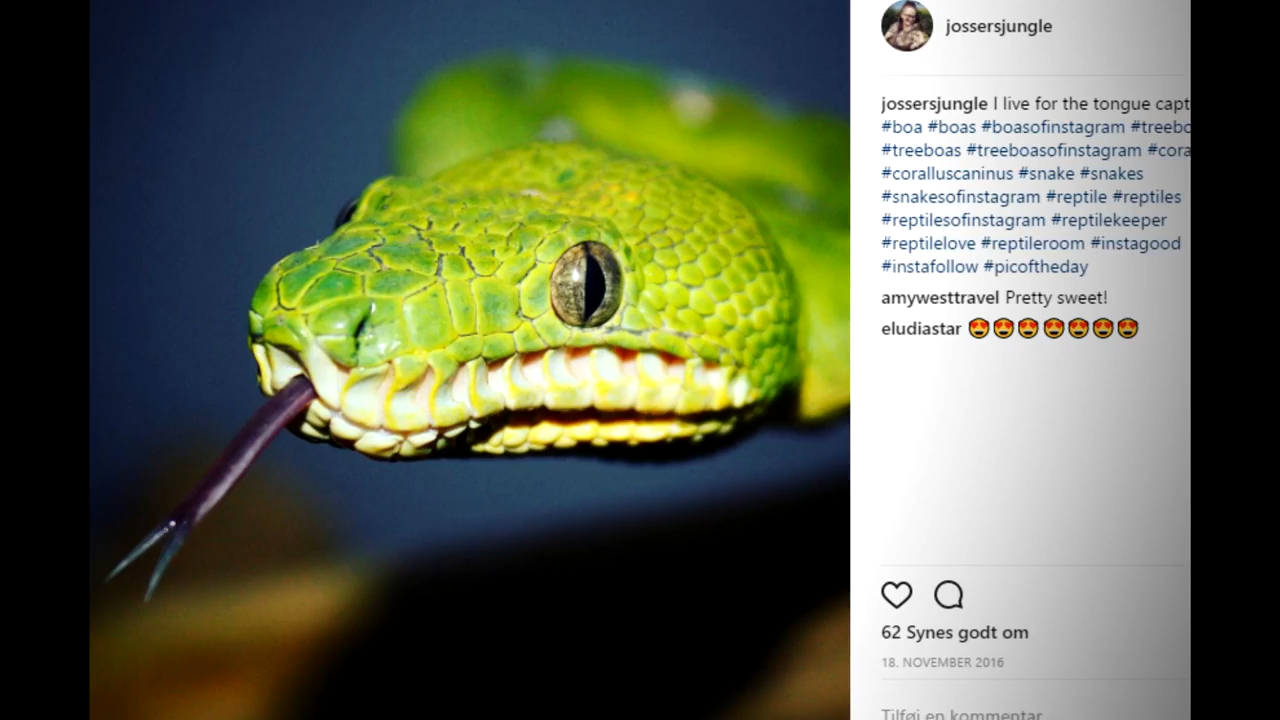 jossersjungle
jossersjungle I live for the tongue
#boa #boas #boasofinstagram
#treeboas #treeboasofinstagram
#coralluscaninus #snake #snakes
#snakesofinstagram #reptile #reptiles
#reptilesofinstagram #reptilekeeper
#reptilelove #reptileroom #instagood
#instafollow #picoftheday
amywesttravel Pretty sweet!
eludiastar 😍😍😍😍😍😍😍
62 Synes godt om
18. NOVEMBER 2016
Tilføj en kommentar